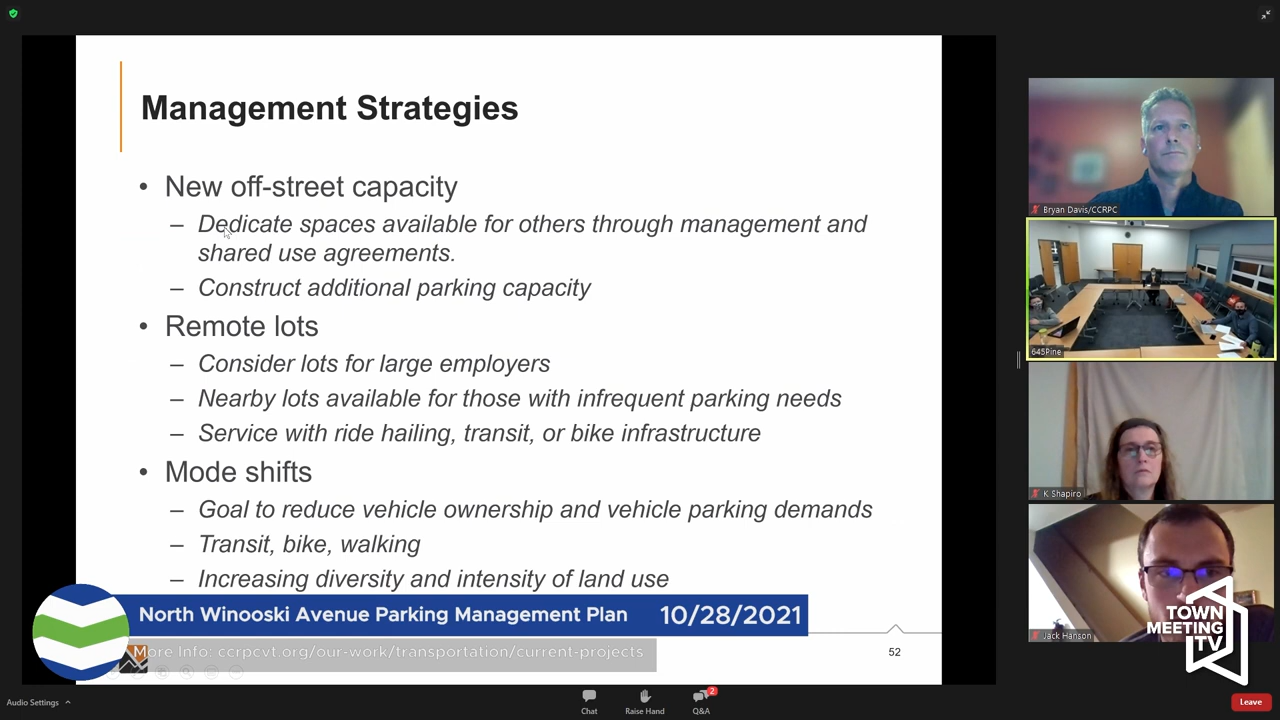 Management Strategies
• New off-street capacity
– Dedicate spaces available for others through management and
shared use agreements.
– Construct additional parking capacity
• Remote lots
– Consider lots for large employers
– Nearby lots available for those with infrequent parking needs
– Service with ride hailing, transit, or bike infrastructure
• Mode shifts
– Goal to reduce vehicle ownership and vehicle parking demands
– Transit, bike, walking
– Increasing diversity and intensity of land use
North Winooski Avenue Parking Management Plan 10/28/2021
More Info: ccrpcvt.org/our-work/transportation/current-projects
52
Bryan Davis/CCRPC
645Pine
K Shapiro
Jack Hanson
TOWN
MEETING
TV
Audio Settings
Chat
Raise Hand
2
Q&A
Leave